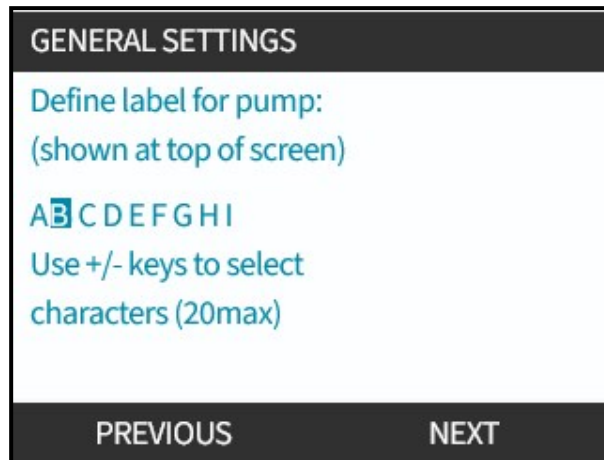 GENERAL SETTINGS
Define label for pump:
(shown at top of screen)
A B C D E F G H I
Use +/- keys to select
characters (20max)
PREVIOUS NEXT